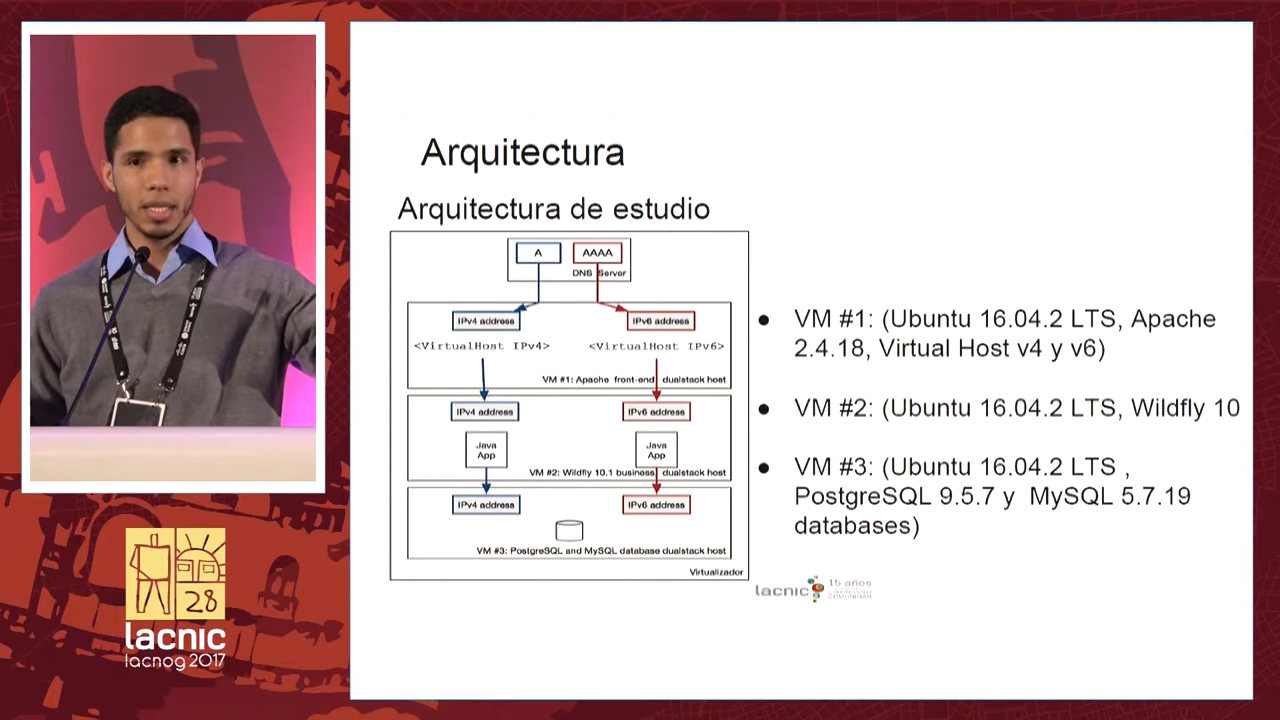 Arquitectura
Arquitectura de estudio
A
AAAA
DNS Server
IPv4 address
IPv6 address
<VirtualHost IPv4>
<VirtualHost IPv6>
VM #1: Apache front-end dualstack host
IPv4 address
IPv6 address
Java
App
Java
App
VM #2: Wildfly 10.1 business dualstack host
IPv4 address
IPv6 address
VM #3: PostgreSQL and MySQL database dualstack host
Virtualizador
● VM #1: (Ubuntu 16.04.2 LTS, Apache
2.4.18, Virtual Host v4 y v6)
● VM #2: (Ubuntu 16.04.2 LTS, Wildfly 10
● VM #3: (Ubuntu 16.04.2 LTS ,
PostgreSQL 9.5.7 y MySQL 5.7.19
databases)
lacnic
15 años
28
lacnic
lacnog 2017